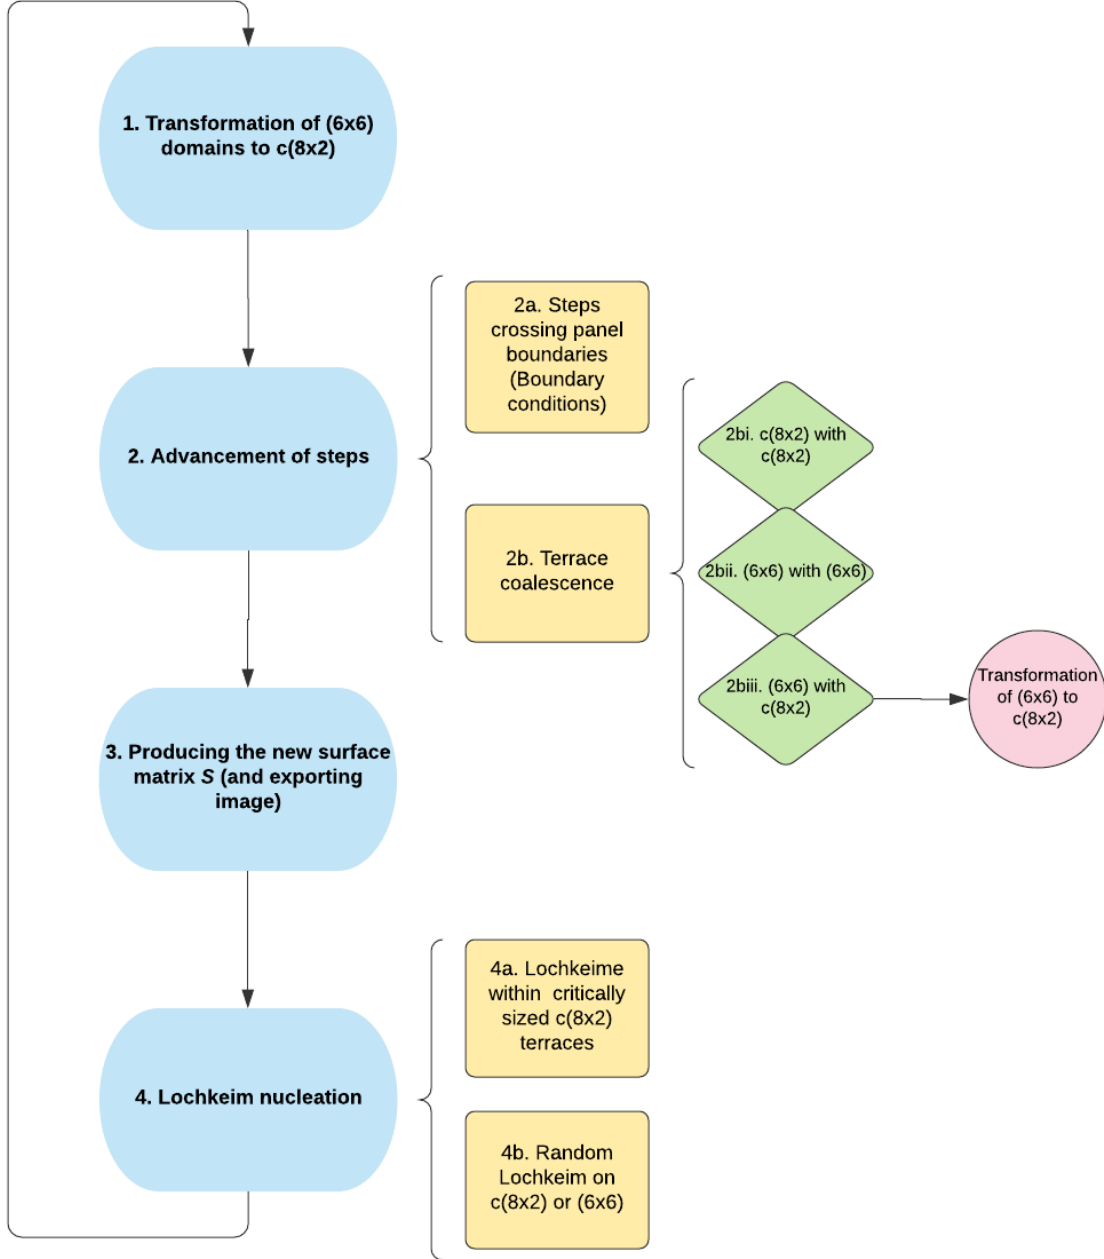 1. Transformation of (6x6)
domains to c(8x2)
2. Advancement of steps
2a. Steps
crossing panel
boundaries
(Boundary
conditions)
2b. Terrace
coalescence
2bi. c(8x2) with
c(8x2)
2bii. (6x6) with (6x6)
2biii. (6x6) with
c(8x2)
Transformation
of (6x6) to
c(8x2)
3. Producing the new surface
matrix S (and exporting
image)
4. Lochkeim nucleation
4a. Lochkeime
within critically
sized c(8x2)
terraces
4b. Random
Lochkeim on
c(8x2) or (6x6)